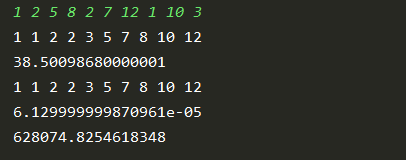 1 2 5 8 2 7 12 1 10 3
1 1 2 2 3 5 7 8 10 12
38.50098680000001
1 1 2 2 3 5 7 8 10 12
6.129999999870961e-05
628074.8254618348